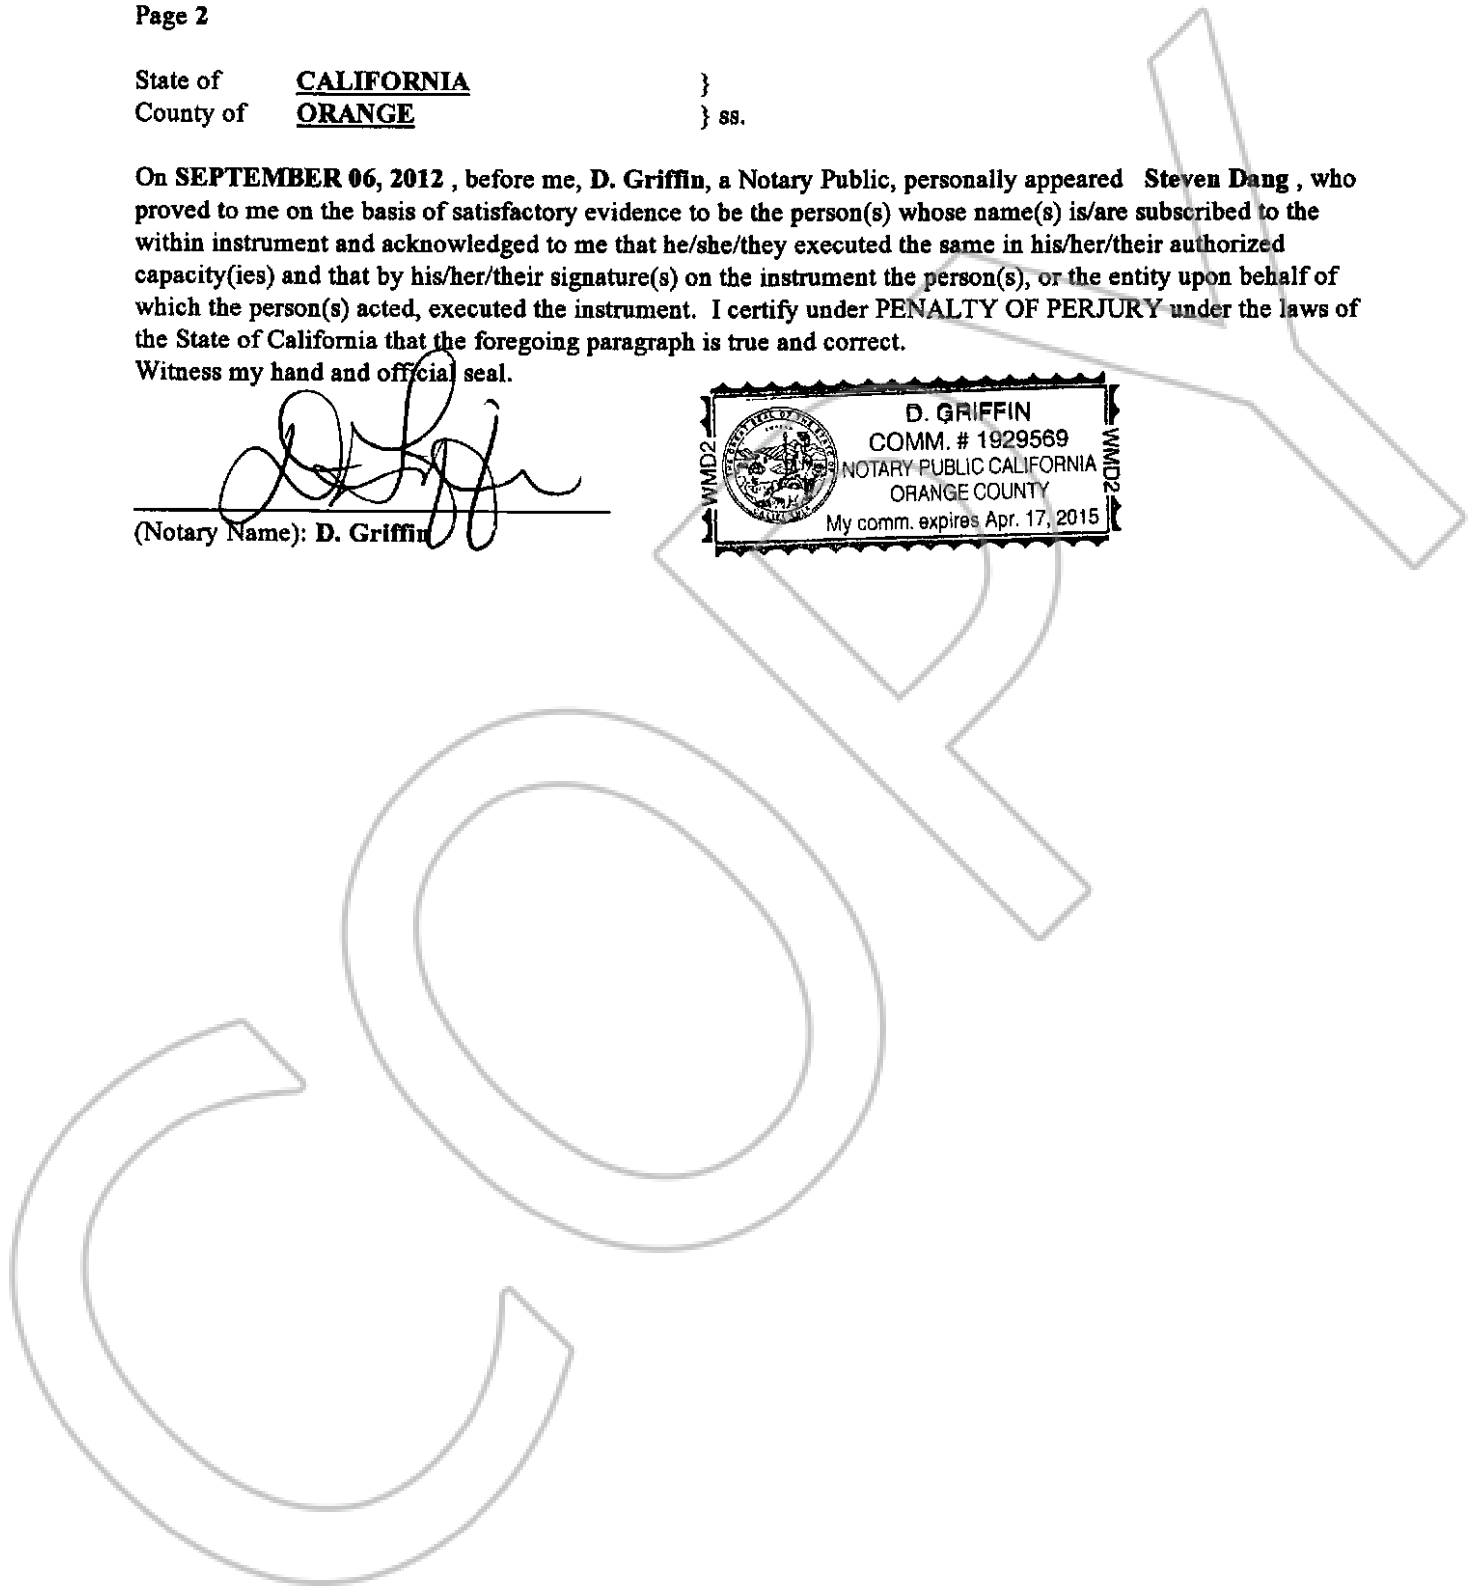 Page 2
State of CALIFORNIA }
County of ORANGE } ss.
On SEPTEMBER 06, 2012 , before me, D. Griffin, a Notary Public, personally appeared Steven Dang , who
proved to me on the basis of satisfactory evidence to be the person(s) whose name(s) is/are subscribed to the
within instrument and acknowledged to me that he/she/they executed the same in his/her/their authorized
capacity(ies) and that by his/her/their signature(s) on the instrument the person(s), or the entity upon behalf of
which the person(s) acted, executed the instrument. I certify under PENALTY OF PERJURY under the laws of
the State of California that the foregoing paragraph is true and correct.
Witness my hand and official seal.
(Notary Name): D. Griffin
WMD2
D. GRIFFIN
COMM. # 1929569
NOTARY PUBLIC CALIFORNIA
ORANGE COUNTY
My comm. expires Apr. 17, 2015
WMD2
COPY